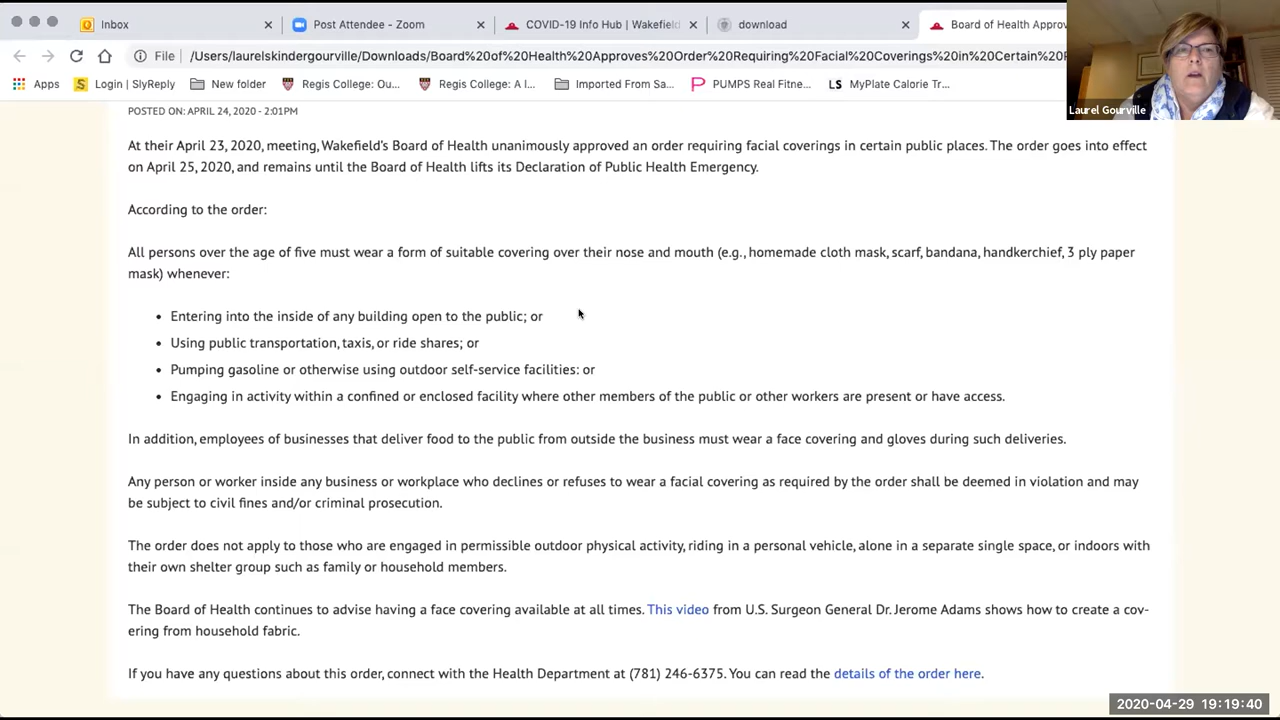 Inbox
Post Attendee - Zoom
COVID-19 Info Hub | Wakefield
download
Board of Health Approv
File
/Users/laurelskindergourville/Downloads/Board%20of%20Health%20Approves%20Order%20Requiring%20Facial%20Coverings%20in%20Certain%20P
Apps
Login | SlyReply
New folder
Regis College: Ou...
Regis College: A I...
Imported From Sa...
PUMPS Real Fitne...
LS MyPlate Calorie Tr...
Laurel Gourville
POSTED ON: APRIL 24, 2020 - 2:01PM
At their April 23, 2020, meeting, Wakefield's Board of Health unanimously approved an order requiring facial coverings in certain public places. The order goes into effect
on April 25, 2020, and remains until the Board of Health lifts its Declaration of Public Health Emergency.
According to the order:
All persons over the age of five must wear a form of suitable covering over their nose and mouth (e.g., homemade cloth mask, scarf, bandana, handkerchief, 3 ply paper
mask) whenever:
• Entering into the inside of any building open to the public; or
• Using public transportation, taxis, or ride shares; or
• Pumping gasoline or otherwise using outdoor self-service facilities: or
• Engaging in activity within a confined or enclosed facility where other members of the public or other workers are present or have access.
In addition, employees of businesses that deliver food to the public from outside the business must wear a face covering and gloves during such deliveries.
Any person or worker inside any business or workplace who declines or refuses to wear a facial covering as required by the order shall be deemed in violation and may
be subject to civil fines and/or criminal prosecution.
The order does not apply to those who are engaged in permissible outdoor physical activity, riding in a personal vehicle, alone in a separate single space, or indoors with
their own shelter group such as family or household members.
The Board of Health continues to advise having a face covering available at all times. This video from U.S. Surgeon General Dr. Jerome Adams shows how to create a cov-
ering from household fabric.
If you have any questions about this order, connect with the Health Department at (781) 246-6375. You can read the details of the order here.
2020-04-29 19:19:40